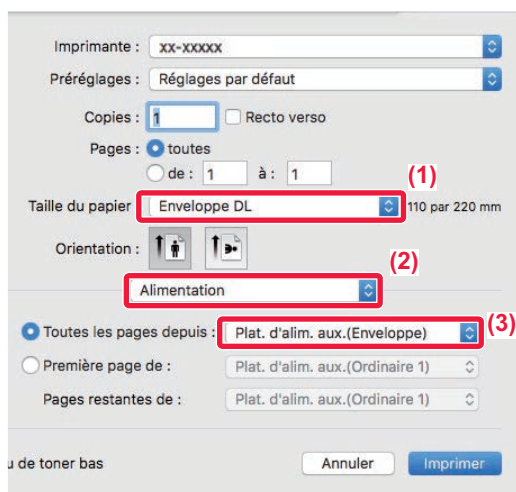 Imprimante : xx-xxxxx
Préréglages : Réglages par défaut
Copies : 1 Recto verso
Pages : toutes
de : 1 à : 1
(1)
Taille du papier Enveloppe DL 110 par 220 mm
Orientation :
(2)
Alimentation
Toutes les pages depuis : Plat. d'alim. aux.(Enveloppe) (3)
Première page de : Plat. d'alim. aux.(Ordinaire 1)
Pages restantes de : Plat. d'alim. aux.(Ordinaire 1)
u de toner bas Annuler Imprimer